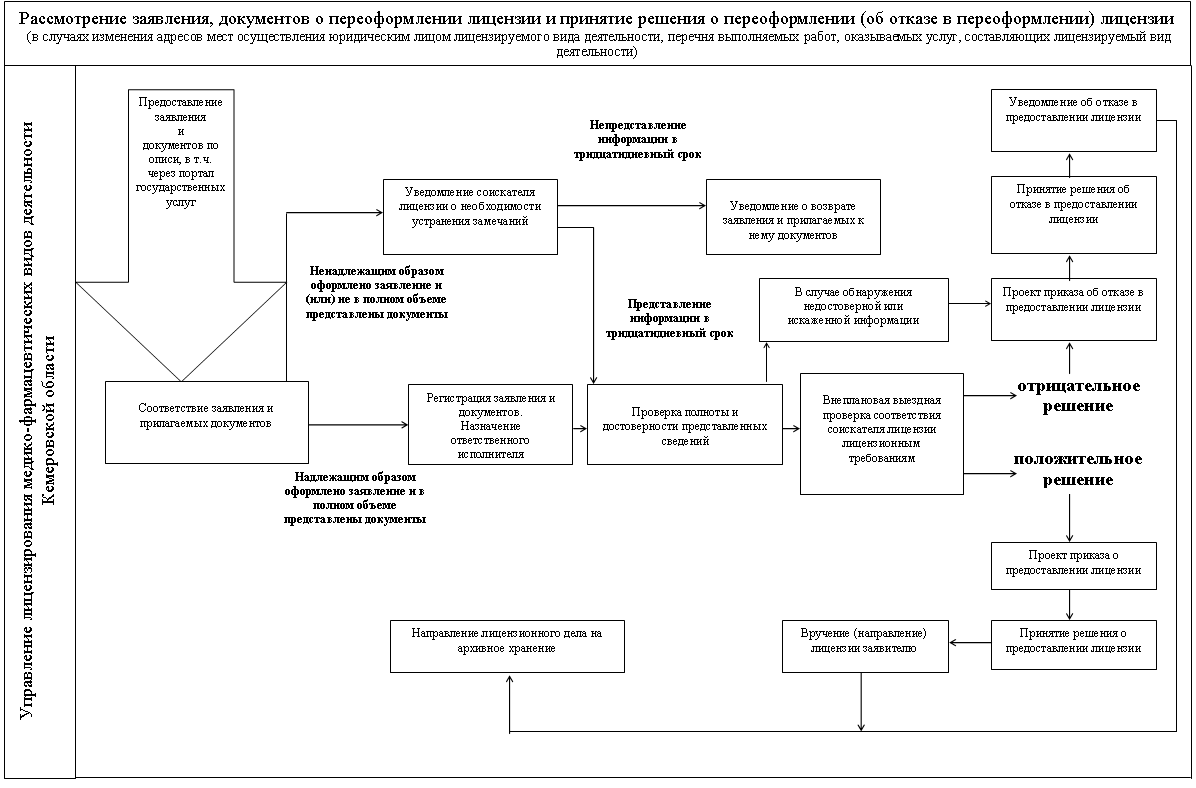 Рассмотрение заявления, документов о переоформлении лицензии и принятие решения о переоформлении (об отказе в переоформлении) лицензии
(в случаях изменения адресов мест осуществления юридическим лицом лицензируемого вида деятельности, перечня выполняемых работ, оказываемых услуг, составляющих лицензируемый вид
деятельности)
Управление лицензирования медико-фармацевтических видов деятельности
Кемеровской области
Предоставление
заявления
и
документов по
описи, в т.ч.
через портал
государственных
услуг
Соответствие заявления и
прилагаемых документов
Ненадлежащим образом
оформлено заявление и
(или) не в полном объеме
представлены документы
Надлежащим образом
оформлено заявление и в
полном объеме
представлены документы
Уведомление соискателя
лицензии о необходимости
устранения замечаний
Непредставление
информации в
тридцатидневный срок
Уведомление о возврате
заявления и прилагаемых к
нему документов
Представление
информации в
тридцатидневный срок
Регистрация заявления и
документов.
Назначение
ответственного
исполнителя
Проверка полноты и
достоверности представленных
сведений
В случае обнаружения
недостоверной или
искаженной информации
Внеплановая выездная
проверка соответствия
соискателя лицензии
лицензионным
требованиям
Уведомление об отказе в
предоставлении лицензии
Принятие решения об
отказе в предоставлении
лицензии
Проект приказа об отказе в
предоставлении лицензии
отрицательное
решение
положительное
решение
Проект приказа о
предоставлении лицензии
Принятие решения о
предоставлении лицензии
Вручение (направление)
лицензии заявителю
Направление лицензионного дела на
архивное хранение